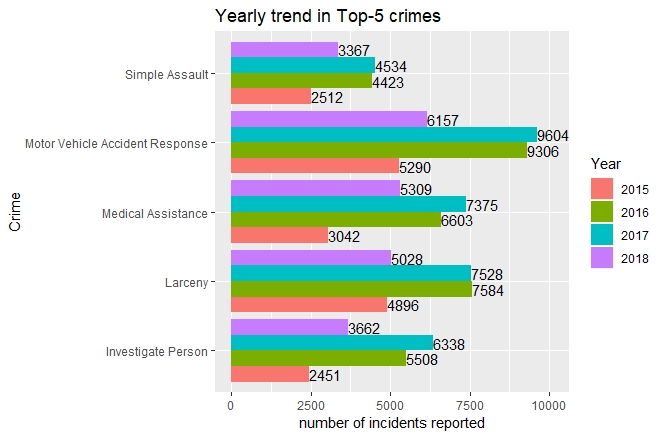 Yearly trend in Top-5 crimes
Crime
Simple Assault
3367
4534
4423
2512
Motor Vehicle Accident Response
6157
9604
9306
5290
Medical Assistance
5309
7375
6603
3042
Larceny
5028
7528
7584
4896
Investigate Person
3662
6338
5508
2451
0 2500 5000 7500 10000
number of incidents reported
Year
2015
2016
2017
2018